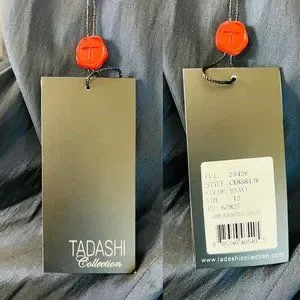 T
TADASHI
Collection
T
CUT 23426
STYLE
COLOR NAVY
SIZE 12
www.tadashicollection.com